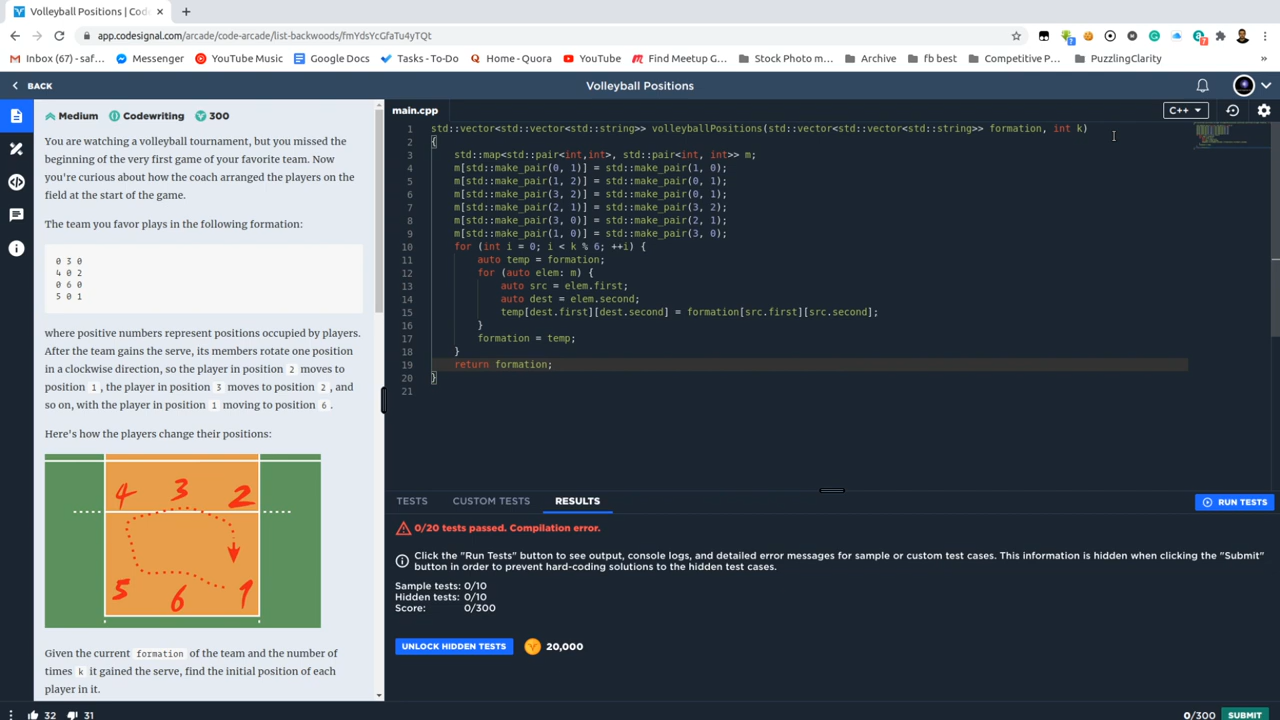 Volleyball Positions | Cod
app.codesignal.com/arcade/code-arcade/list-backwoods/fmYdsYcGfaTu4yTQt
Inbox (67) - saf… Messenger YouTube Music Google Docs Tasks - To-Do Home - Quora YouTube Find Meetup G… Stock Photo m… Archive fb best Competitive P… PuzzlingClarity »
BACK
Volleyball Positions
Medium Codewriting 300
You are watching a volleyball tournament, but you missed the
beginning of the very first game of your favorite team. Now
you're curious about how the coach arranged the players on the
field at the start of the game.
The team you favor plays in the following formation:
0 3 0
4 0 2
0 6 0
5 0 1
where positive numbers represent positions occupied by players.
After the team gains the serve, its members rotate one position
in a clockwise direction, so the player in position 2 moves to
position 1, the player in position 3 moves to position 2, and
so on, with the player in position 1 moving to position 6.
Here's how the players change their positions:
4 3 2
5 6 1
Given the current formation of the team and the number of
times k it gained the serve, find the initial position of each
player in it.
32 31
main.cpp
C++
1 std::vector<std::vector<std::string>> volleyballPositions(std::vector<std::vector<std::string>> formation, int k)
2 {
3 std::map<std::pair<int,int>, std::pair<int, int>> m;
4 m[std::make_pair(0, 1)] = std::make_pair(1, 0);
5 m[std::make_pair(1, 2)] = std::make_pair(0, 1);
6 m[std::make_pair(3, 2)] = std::make_pair(0, 1);
7 m[std::make_pair(2, 1)] = std::make_pair(3, 2);
8 m[std::make_pair(3, 0)] = std::make_pair(2, 1);
9 m[std::make_pair(1, 0)] = std::make_pair(3, 0);
10 for (int i = 0; i < k % 6; ++i) {
11 auto temp = formation;
12 for (auto elem: m) {
13 auto src = elem.first;
14 auto dest = elem.second;
15 temp[dest.first][dest.second] = formation[src.first][src.second];
16 }
17 formation = temp;
18 }
19 return formation;
20 }
21
TESTS CUSTOM TESTS RESULTS
RUN TESTS
0/20 tests passed. Compilation error.
Click the "Run Tests" button to see output, console logs, and detailed error messages for sample or custom test cases. This information is hidden when clicking the "Submit"
button in order to prevent hard-coding solutions to the hidden test cases.
Sample tests: 0/10
Hidden tests: 0/10
Score: 0/300
UNLOCK HIDDEN TESTS 20,000
0/300 SUBMIT